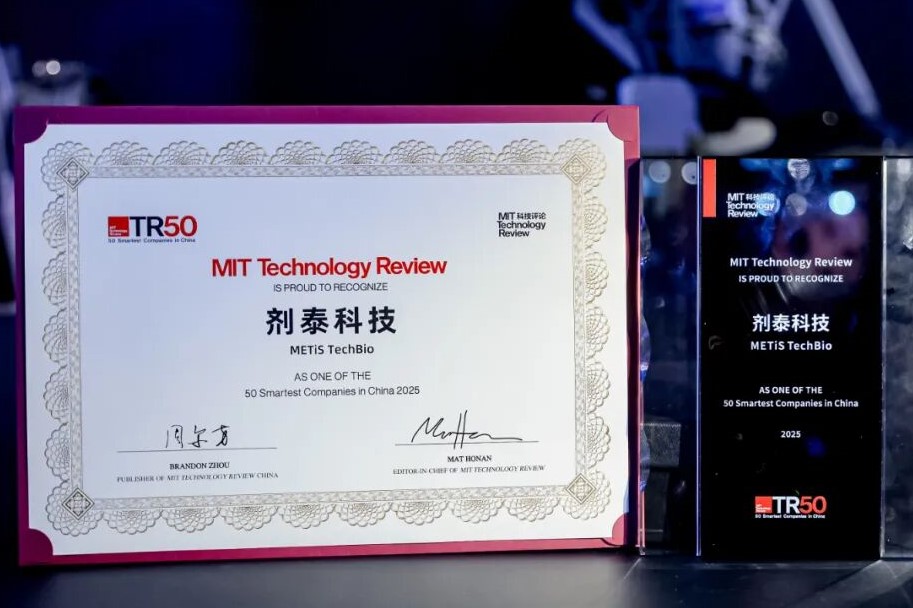 TR50
50 Smartest Companies in China
MIT 科技评论
Technology
Review
MIT Technology Review
IS PROUD TO RECOGNIZE
剂泰科技
METiS TechBio
AS ONE OF THE
50 Smartest Companies in China 2025
BRANDON ZHOU
PUBLISHER OF MIT TECHNOLOGY REVIEW CHINA
MAT HONAN
EDITOR-IN-CHIEF OF MIT TECHNOLOGY REVIEW
MIT 科技评论
Technology
Review
MIT Technology Review
IS PROUD TO RECOGNIZE
剂泰科技
METiS TechBio
AS ONE OF THE
50 Smartest Companies in China
2025
TR50
50 Smartest Companies in China